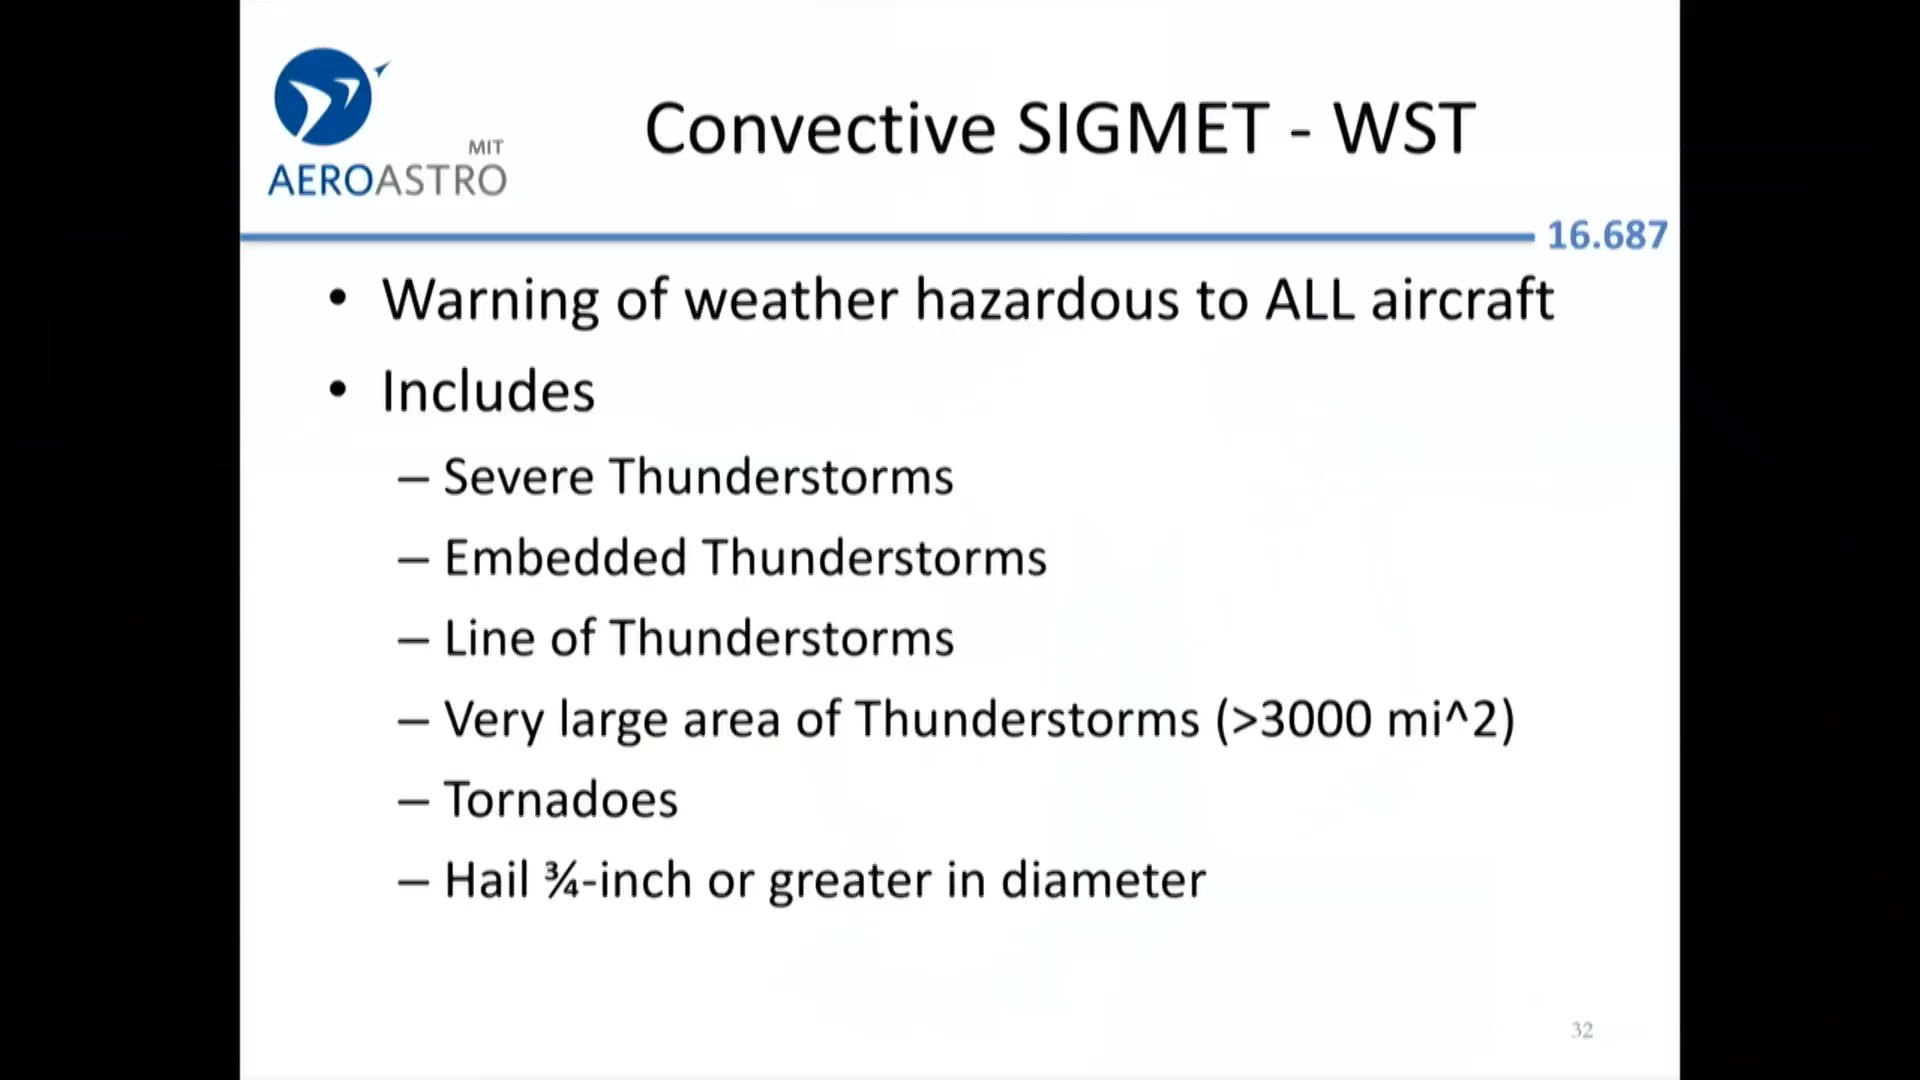 MIT
AEROASTRO
Convective SIGMET - WST
16.687
• Warning of weather hazardous to ALL aircraft
• Includes
– Severe Thunderstorms
– Embedded Thunderstorms
– Line of Thunderstorms
– Very large area of Thunderstorms (>3000 mi^2)
– Tornadoes
– Hail ¾-inch or greater in diameter
32